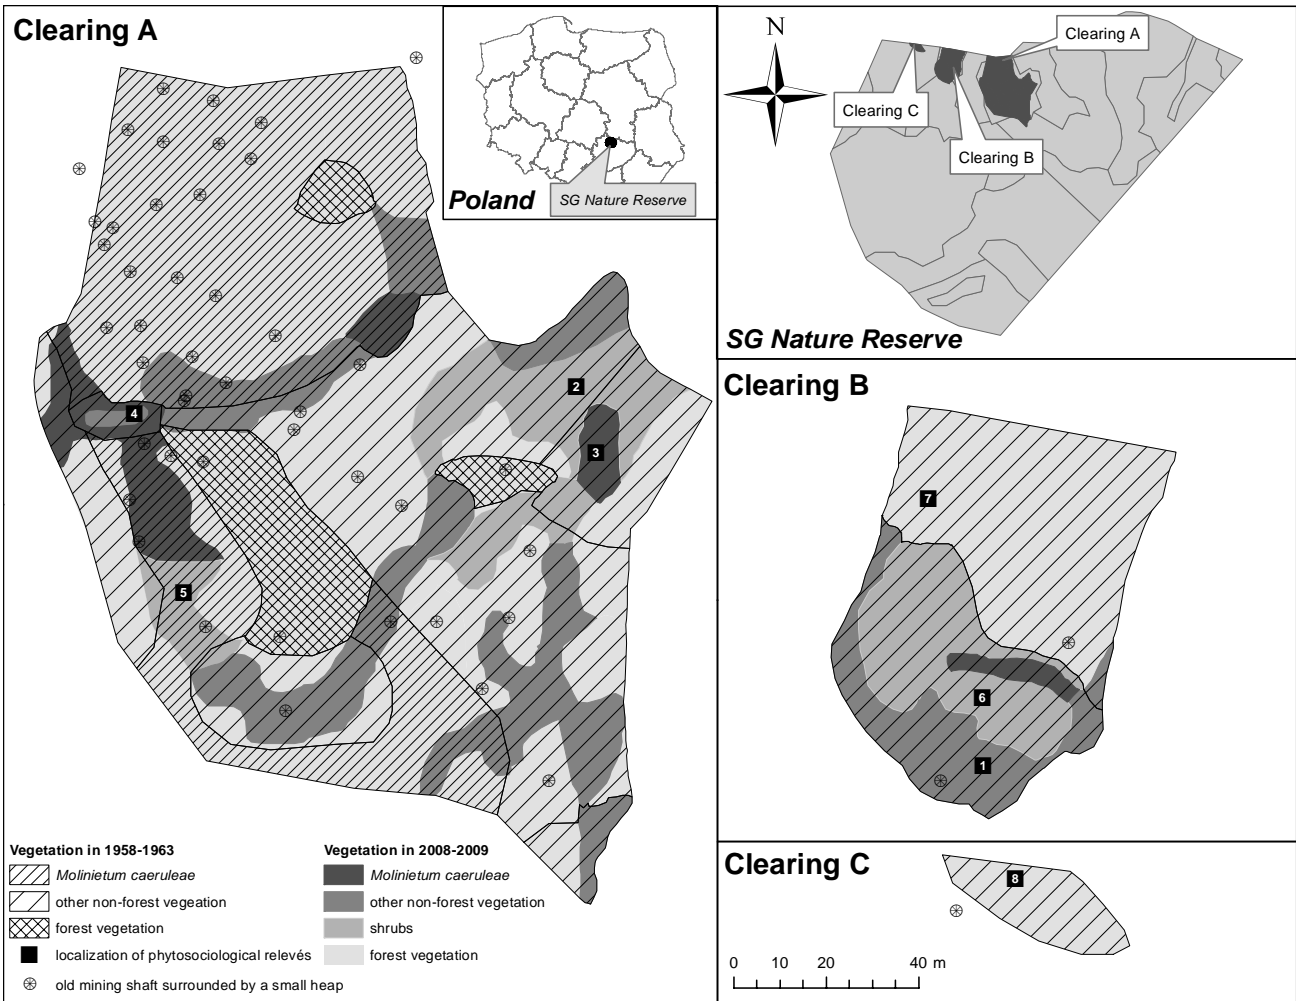 Clearing A
Poland
SG Nature Reserve
N
Clearing A
Clearing C
Clearing B
SG Nature Reserve
Clearing B
Clearing C
2
3
4
5
7
6
1
8
Vegetation in 1958-1963
Molinietum caeruleae
other non-forest vegeation
forest vegetation
localization of phytosociological relevés
old mining shaft surrounded by a small heap
Vegetation in 2008-2009
Molinietum caeruleae
other non-forest vegetation
shrubs
forest vegetation
0 10 20 40 m